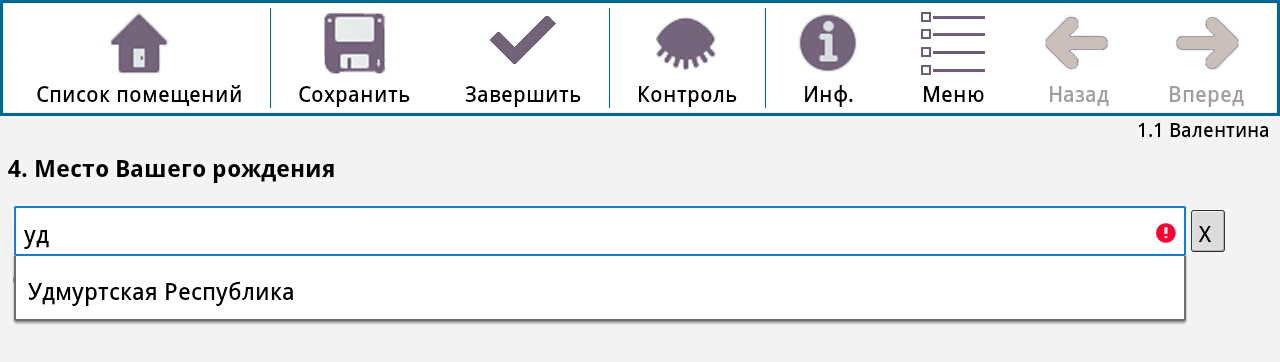 Список помещений Сохранить Завершить Контроль Инф. Меню Назад Вперед
1.1 Валентина
4. Место Вашего рождения
уд X
Удмуртская Республика